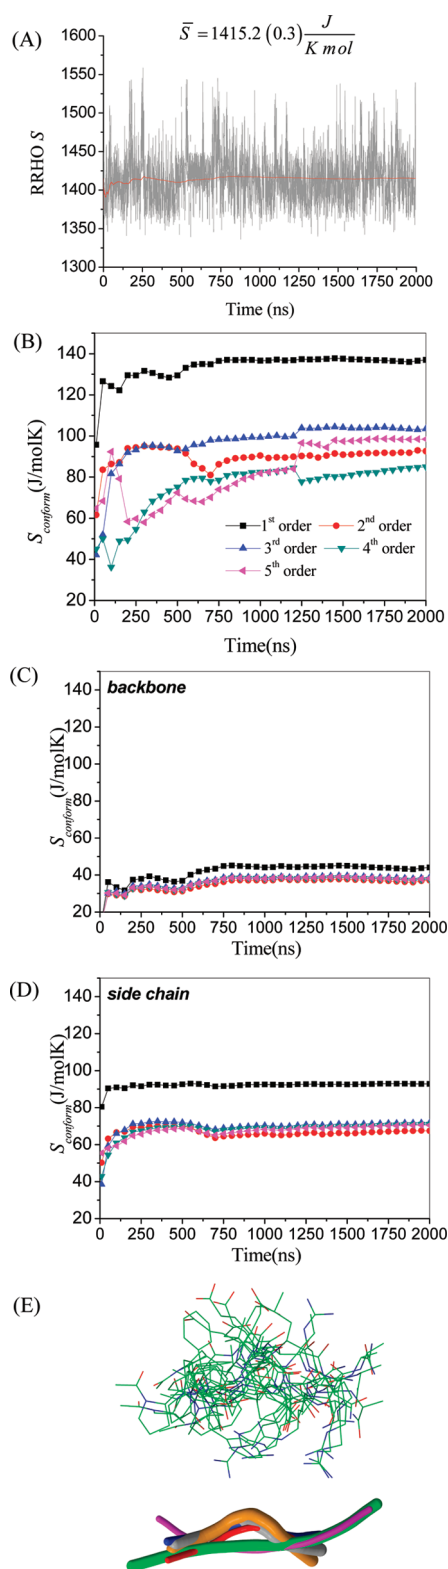 (A)
S̅ = 1415.2 (0.3) J / K mol
1600
1550
1500
1450
1400
1350
1300
RRHO S
0 250 500 750 1000 1250 1500 1750 2000
Time (ns)
(B)
140
120
100
80
60
40
20
S conform (J/molK)
1st order 2nd order
3rd order 4th order
5th order
0 250 500 750 1000 1250 1500 1750 2000
Time(ns)
(C)
backbone
140
120
100
80
60
40
20
S conform (J/molK)
0 250 500 750 1000 1250 1500 1750 2000
Time(ns)
(D)
side chain
140
120
100
80
60
40
20
S conform (J/molK)
0 250 500 750 1000 1250 1500 1750 2000
Time(ns)
(E)